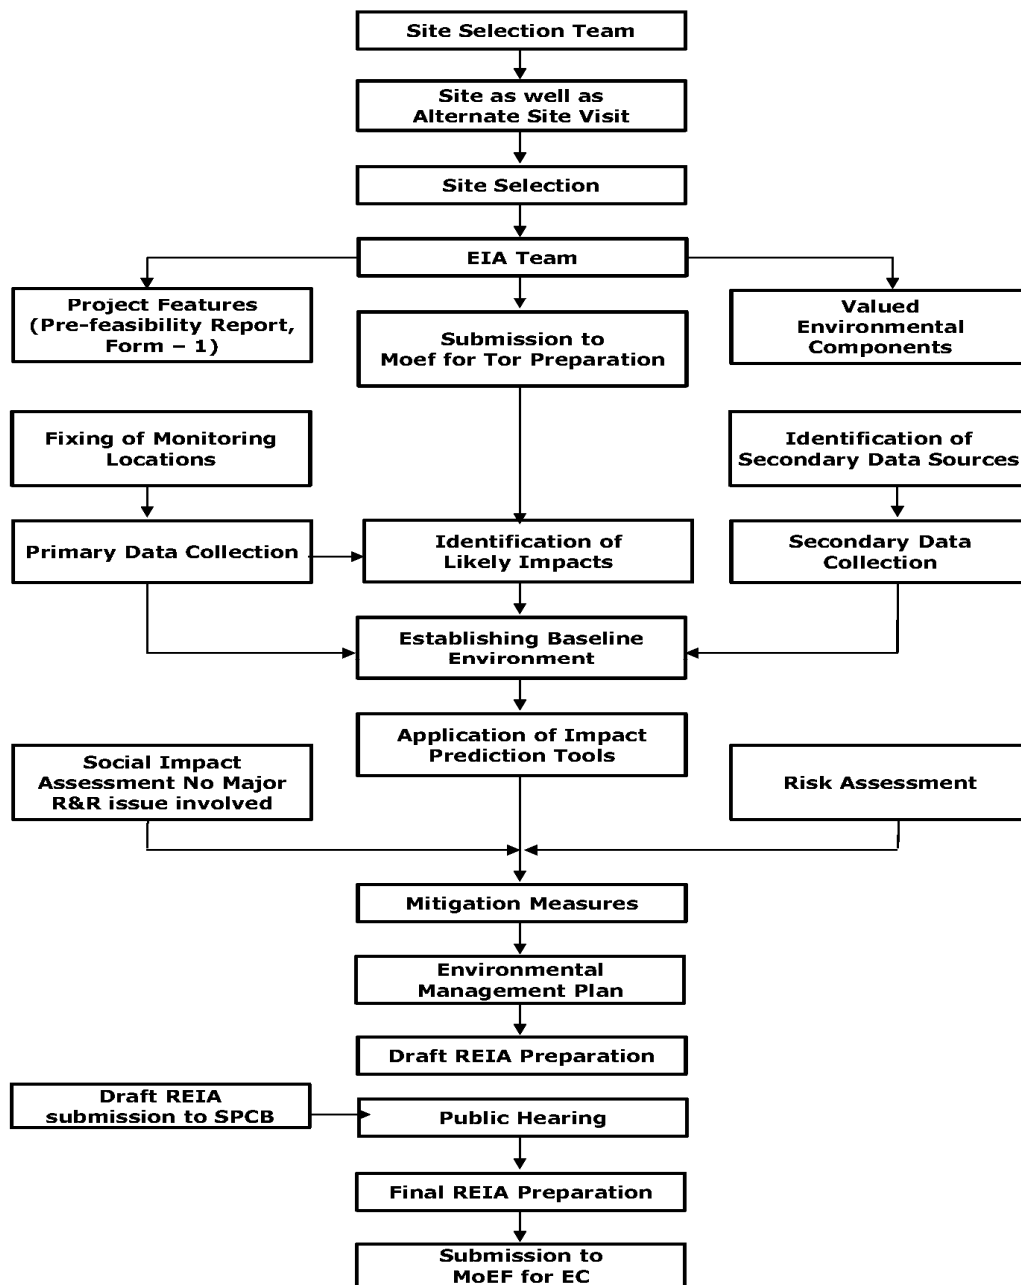 Site Selection Team
Site as well as
Alternate Site Visit
Site Selection
EIA Team
Project Features
(Pre-feasibility Report,
Form – 1)
Submission to
Moef for Tor Preparation
Valued
Environmental
Components
Fixing of Monitoring
Locations
Identification of
Secondary Data Sources
Primary Data Collection
Identification of
Likely Impacts
Secondary Data
Collection
Establishing Baseline
Environment
Application of Impact
Prediction Tools
Social Impact
Assessment No Major
R&R issue involved
Risk Assessment
Mitigation Measures
Environmental
Management Plan
Draft REIA Preparation
Draft REIA
submission to SPCB
Public Hearing
Final REIA Preparation
Submission to
MoEF for EC